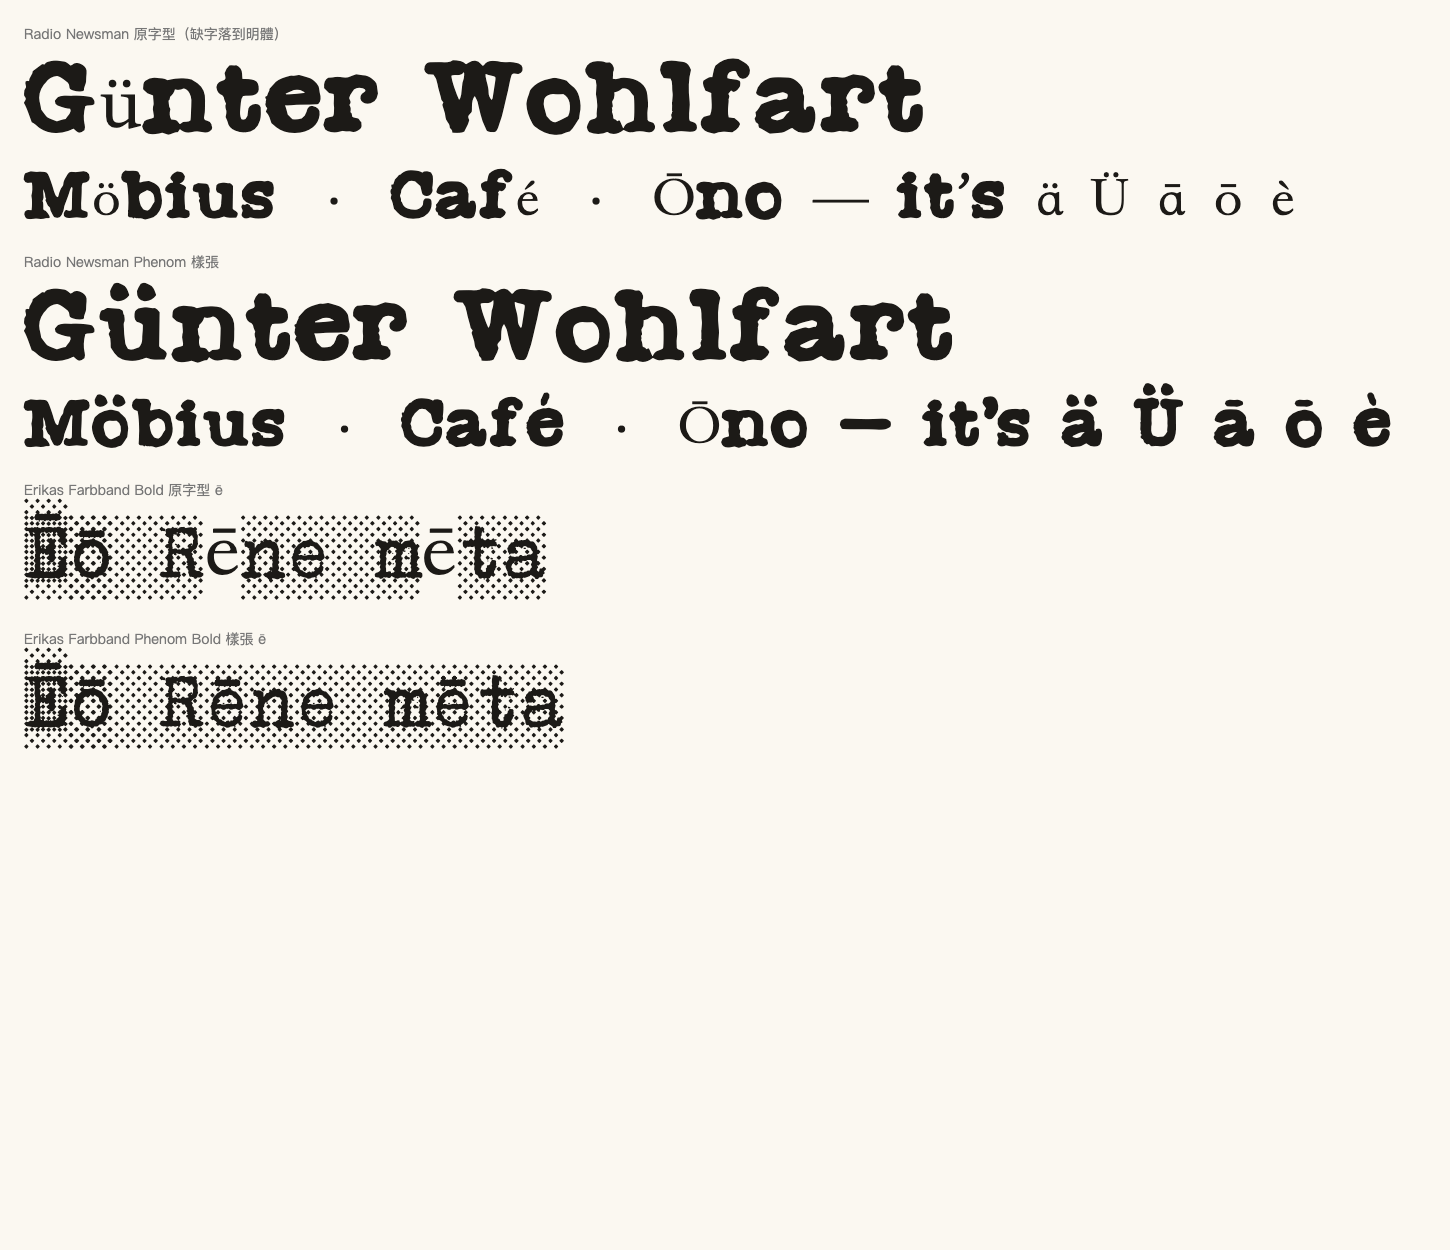 Radio Newsman 原字型（缺字落到明體）
Günter Wohlfart
Möbius · Café · Ōno — it’s ä Ü ā ō è
Radio Newsman Phenom 樣張
Günter Wohlfart
Möbius · Café · Ōno — it’s ä Ü ā ō è
Erikas Farbband Bold 原字型 ē
Ēō Rēne mēta
Erikas Farbband Phenom Bold 樣張 ē
Ēō Rēne mēta